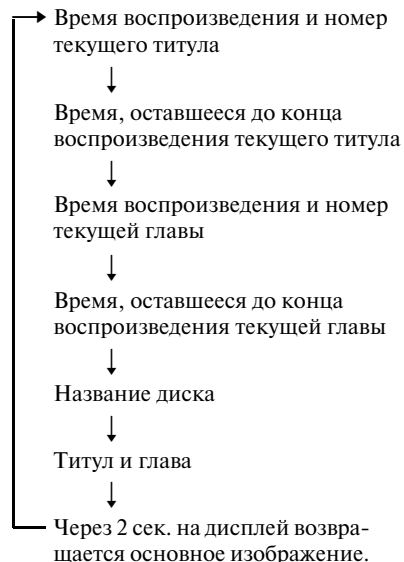 Время воспроизведения и номер
текущего титула
Время, оставшееся до конца
воспроизведения текущего титула
Время воспроизведения и номер
текущей главы
Время, оставшееся до конца
воспроизведения текущей главы
Название диска
Титул и глава
Через 2 сек. на дисплей возвра-
щается основное изображение.